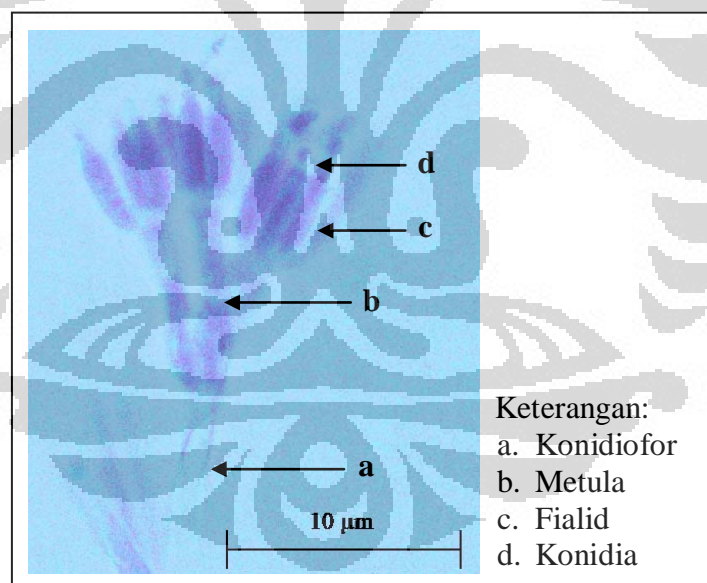 d
c
b
a
10 μm
Keterangan:
a. Konidiofor
b. Metula
c. Fialid
d. Konidia